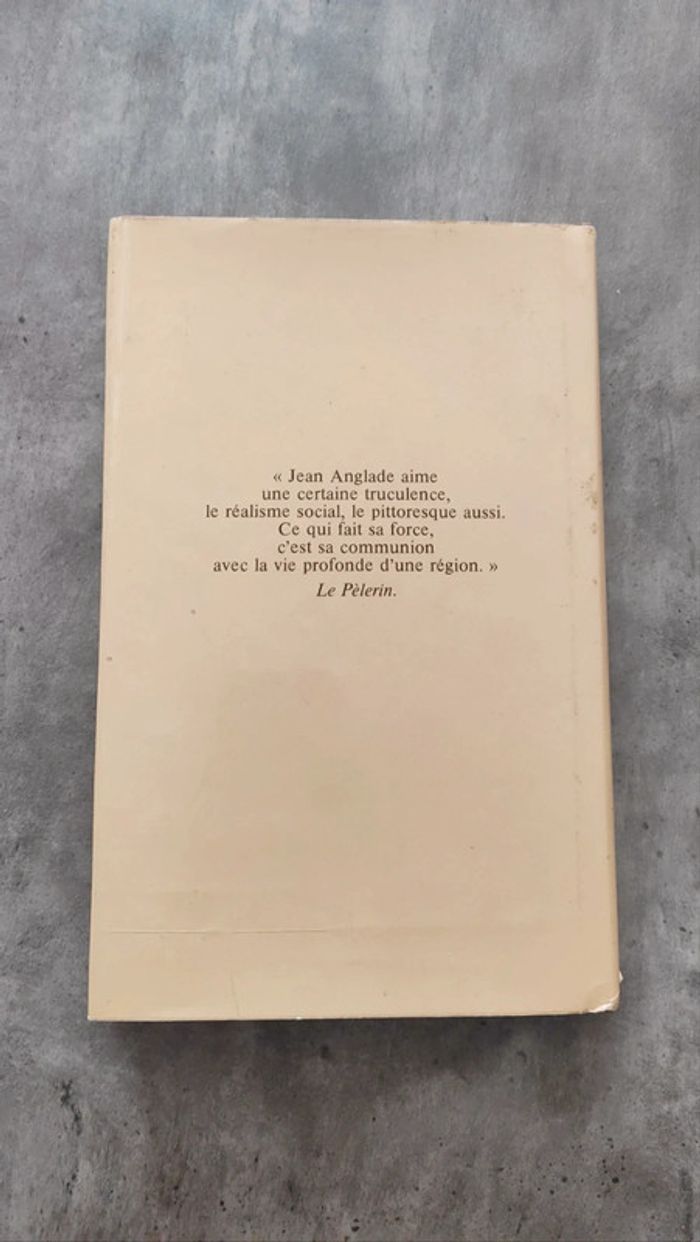 « Jean Anglade aime
une certaine truculence,
le réalisme social, le pittoresque aussi.
Ce qui fait sa force,
c'est sa communion
avec la vie profonde d'une région. »
Le Pèlerin.